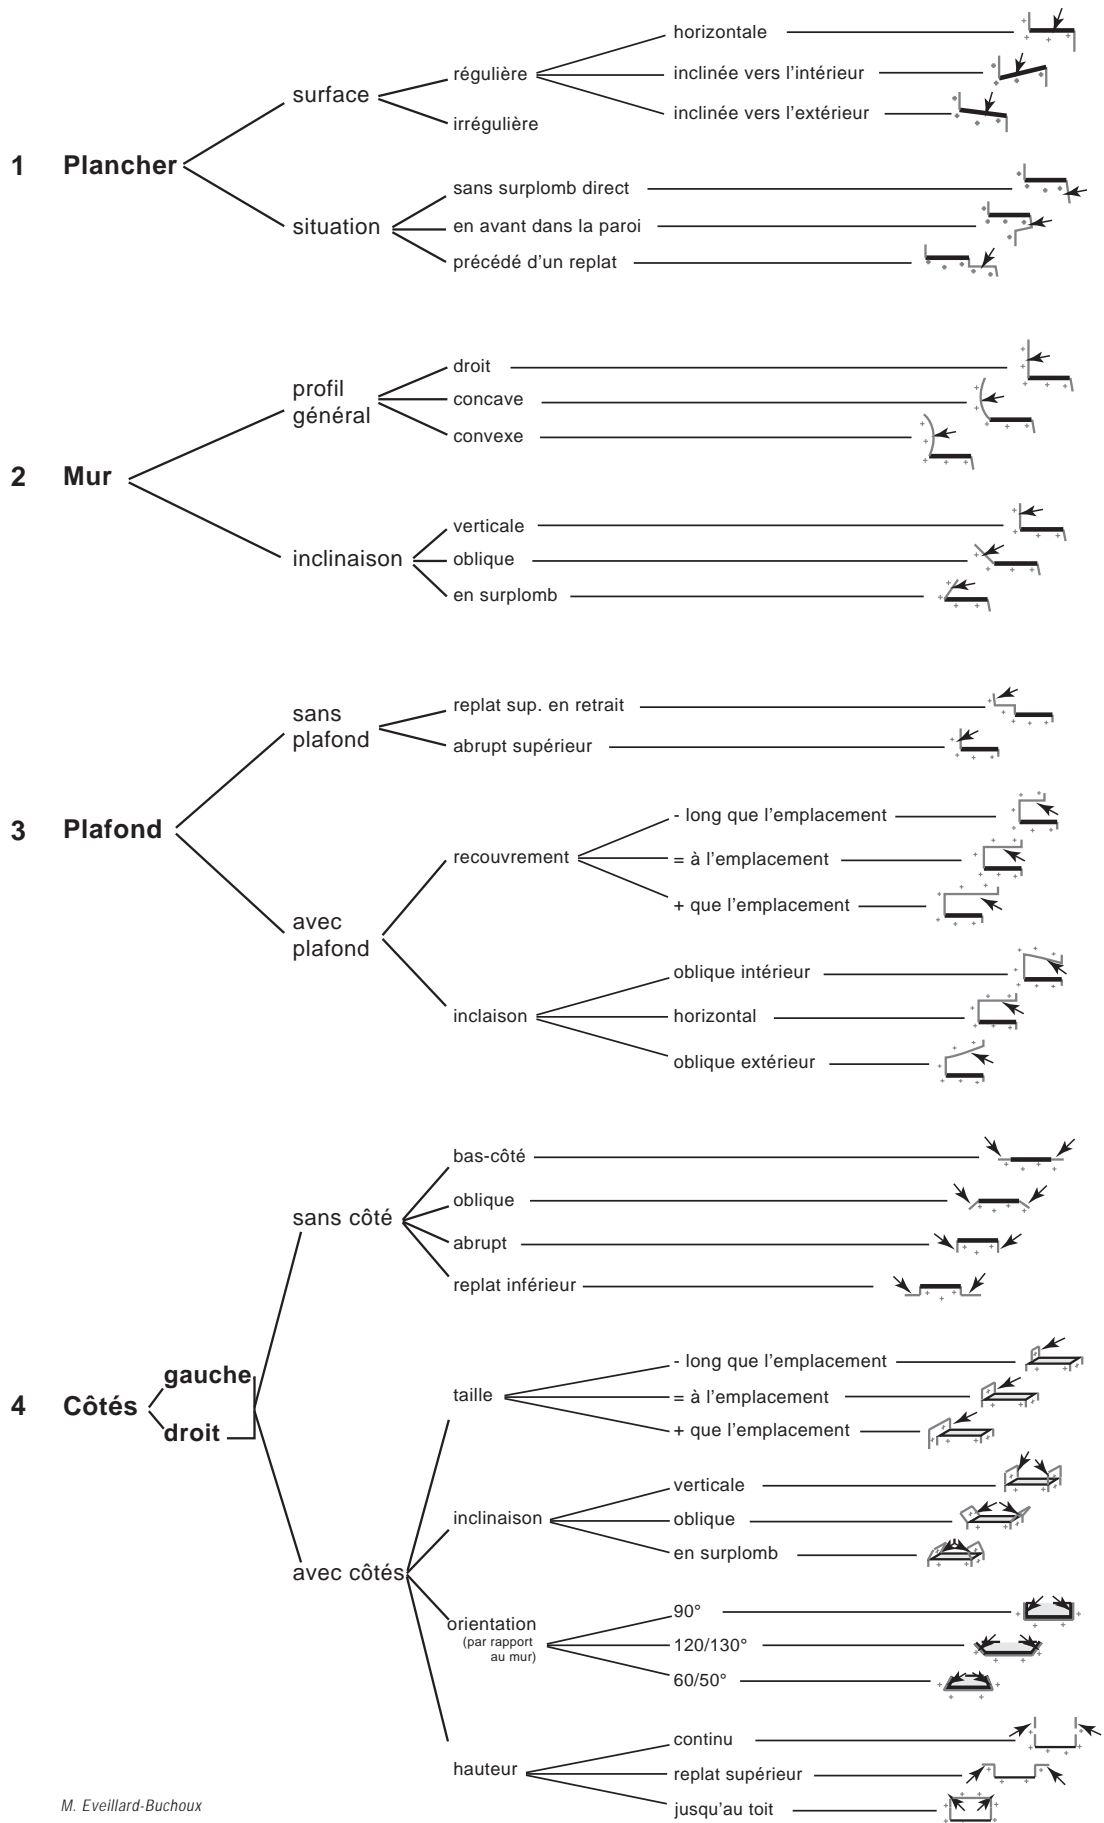 horizontale
régulière
inclinée vers l'intérieur
surface
inclinée vers l'extérieur
irrégulière
1 Plancher
sans surplomb direct
situation
en avant dans la paroi
précédé d'un replat
droit
profil
général
concave
convexe
2 Mur
verticale
inclinaison
oblique
en surplomb
replat sup. en retrait
sans
plafond
abrupt supérieur
- long que l'emplacement
3 Plafond
recouvrement
= à l'emplacement
+ que l'emplacement
avec
plafond
oblique intérieur
inclaison
horizontal
oblique extérieur
bas-côté
oblique
sans côté
abrupt
replat inférieur
- long que l'emplacement
gauche
taille
= à l'emplacement
4 Côtés
droit
+ que l'emplacement
verticale
inclinaison
oblique
en surplomb
avec côtés
90°
orientation
(par rapport
au mur)
120/130°
60/50°
continu
hauteur
replat supérieur
jusqu'au toit
M. Eveillard-Buchoux